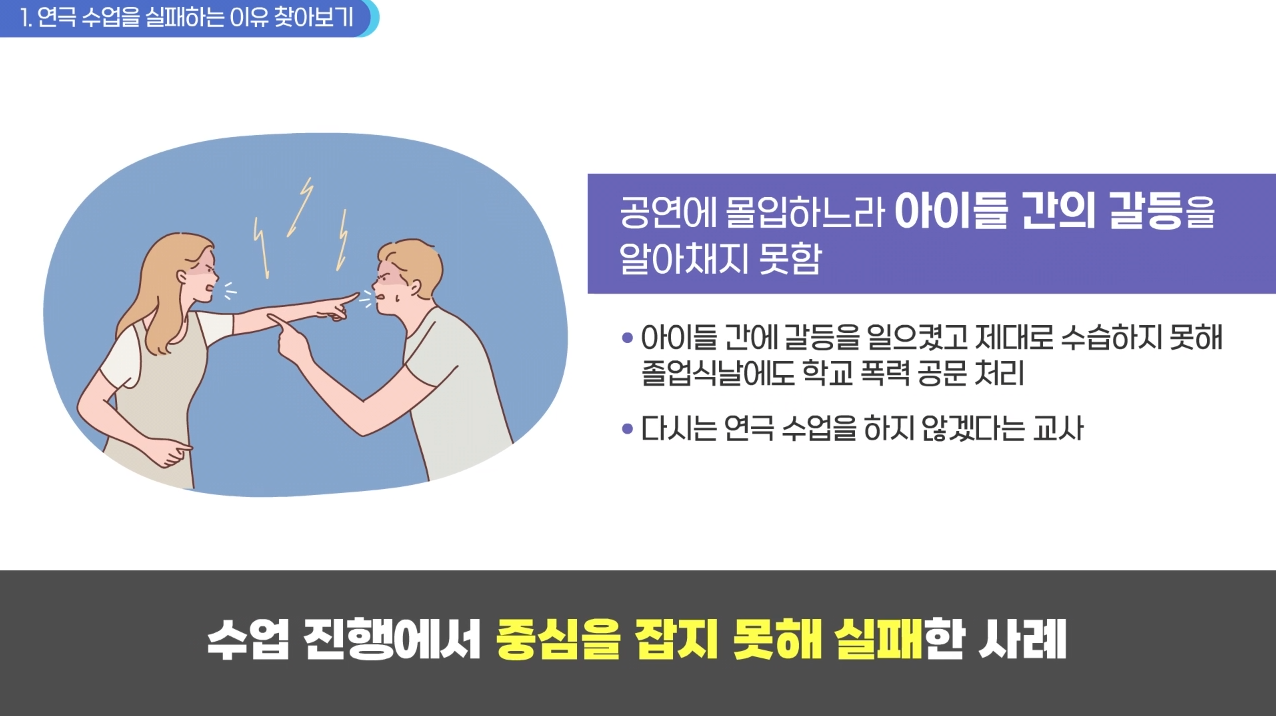 1. 연극 수업을 실패하는 이유 찾아보기
공연에 몰입하느라 아이들 간의 갈등을
알아채지 못함
• 아이들 간에 갈등을 일으켰고 제대로 수습하지 못해
졸업식날에도 학교 폭력 공문 처리
• 다시는 연극 수업을 하지 않겠다는 교사
수업 진행에서 중심을 잡지 못해 실패한 사례